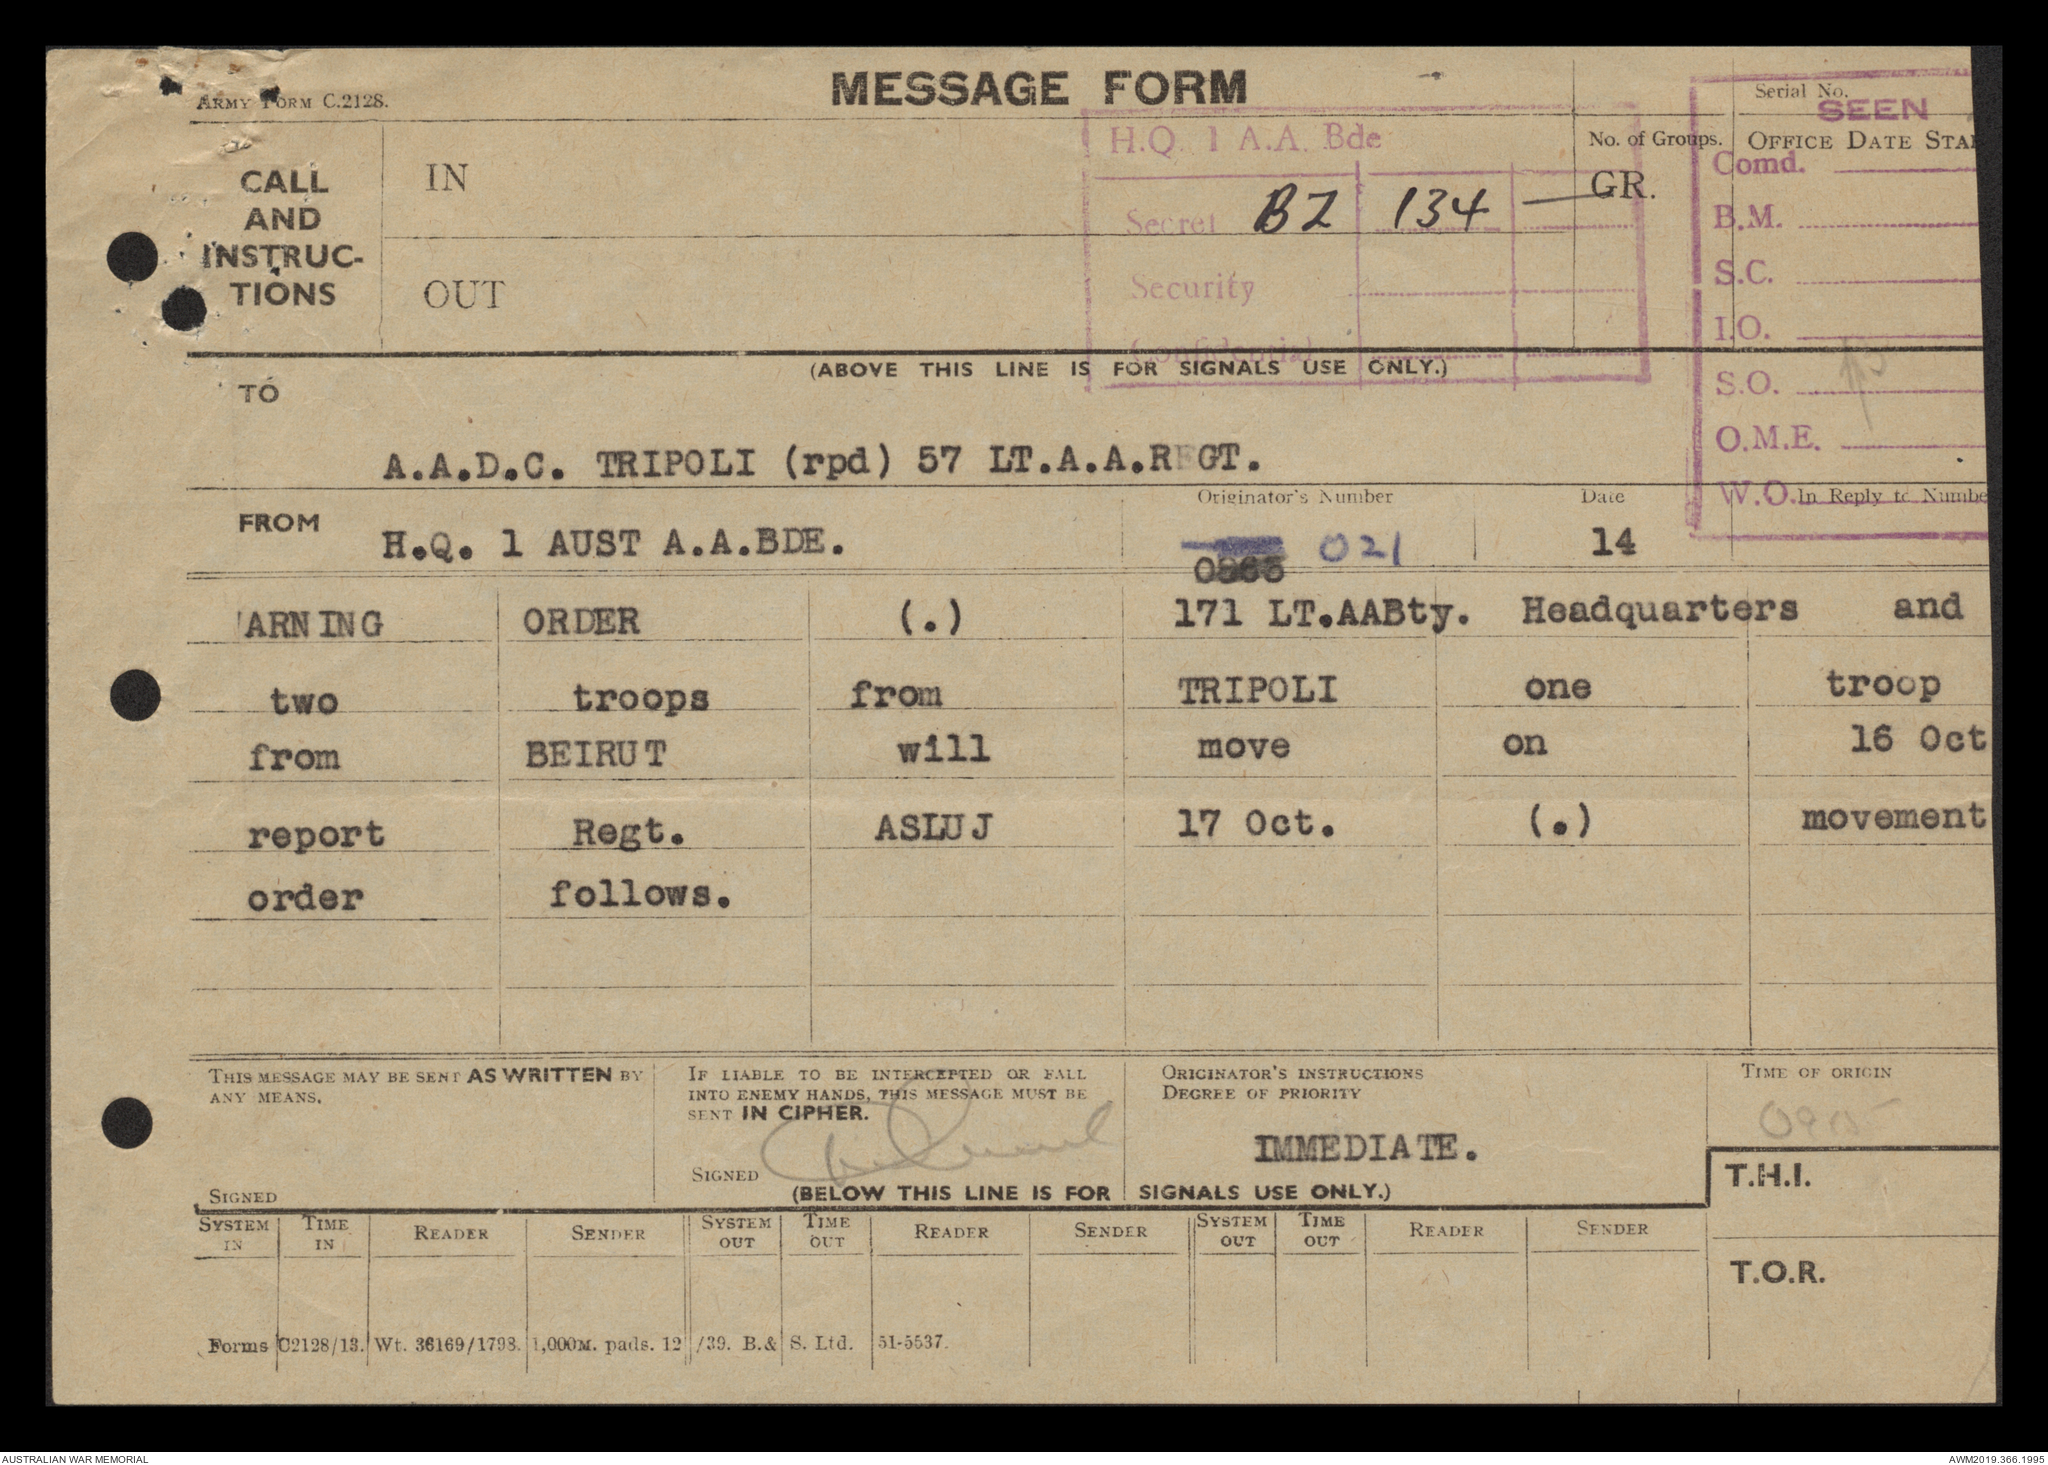 ARMY FORM C.2128.
MESSAGE FORM
Serial No.
SEEN
CALL
AND
INSTRUC-
TIONS
IN
OUT
H.Q. 1 A.A. Bde
Secret BZ 134
Security
Confidential
No. of Groups.
GR.
OFFICE DATE STA
Comd.
B.M.
S.C.
I.O.
S.O.
O.M.E.
W.O.
(ABOVE THIS LINE IS FOR SIGNALS USE ONLY.)
TO
A.A.D.C. TRIPOLI (rpd) 57 LT.A.A.REGT.
FROM
H.Q. 1 AUST A.A.BDE.
Originator's Number
021
Date
14
In Reply to Numbe
ARNING ORDER (.) 171 LT.AABty. Headquarters and
two troops from TRIPOLI one troop
from BEIRUT will move on 16 Oct
report Regt. ASLUJ 17 Oct. (.) movement
order follows.
THIS MESSAGE MAY BE SENT AS WRITTEN BY
ANY MEANS.
SIGNED
IF LIABLE TO BE INTERCEPTED OR FALL
INTO ENEMY HANDS, THIS MESSAGE MUST BE
SENT IN CIPHER.
SIGNED
ORIGINATOR'S INSTRUCTIONS
DEGREE OF PRIORITY
IMMEDIATE.
TIME OF ORIGIN
(BELOW THIS LINE IS FOR SIGNALS USE ONLY.)
T.H.I.
T.O.R.
SYSTEM IN TIME IN READER SENDER SYSTEM OUT TIME OUT READER SENDER SYSTEM OUT TIME OUT READER SENDER
Forms C2128/13. Wt. 36169/1798. 1,000M. pads. 12/39. B.& S. Ltd. 51-5537.
AUSTRALIAN WAR MEMORIAL
AWM2019.366.1995